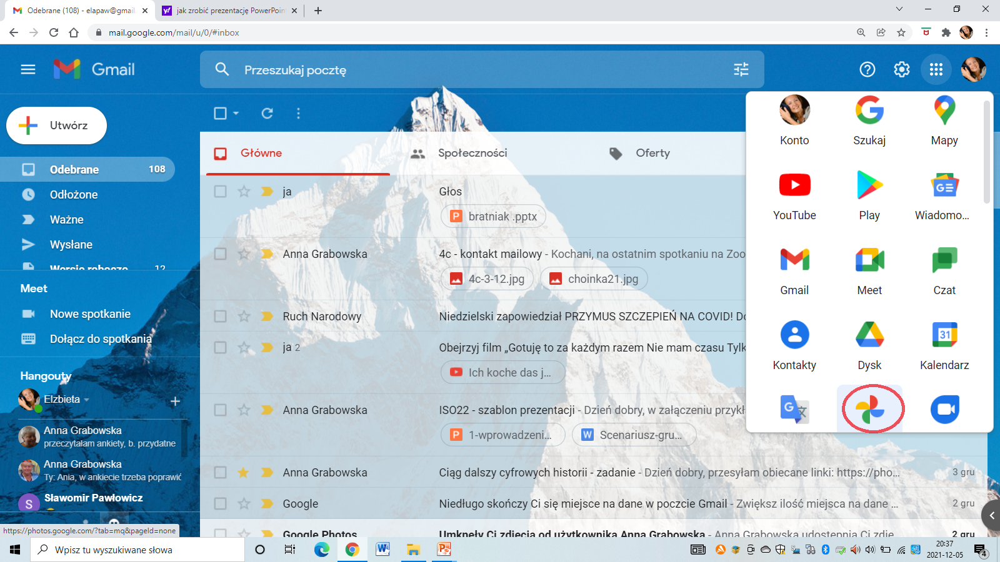 Odebrane (108) - elapaw@gmail
jak zrobić prezentację PowerPoin
mail.google.com/mail/u/0/#inbox
Gmail
Przeszukaj pocztę
Utwórz
Odebrane 108
Odłożone
Ważne
Wysłane
Wersje robocze 12
Meet
Nowe spotkanie
Dołącz do spotkania
Hangouty
Elzbieta
Anna Grabowska
przeczytałam ankiety, b. przydatne
Anna Grabowska
Ty: Ania, w ankiecie trzeba poprawić
S
Sławomir Pawłowicz
https://photos.google.com/?tab=mq&pageId=none
Główne
Społeczności
Oferty
ja Głos
P bratniak .pptx
Anna Grabowska 4c - kontakt mailowy - Kochani, na ostatnim spotkaniu na Zoo
4c-3-12.jpg choinka21.jpg
Ruch Narodowy Niedzielski zapowiedział PRZYMUS SZCZEPIEŃ NA COVID! Do
ja 2 Obejrzyj film „Gotuję to za każdym razem Nie mam czasu Tylk
Ich koche das j...
Anna Grabowska ISO22 - szablon prezentacji - Dzień dobry, w załączeniu przykł
P 1-wprowadzeni... W Scenariusz-gru...
Anna Grabowska Ciąg dalszy cyfrowych historii - zadanie - Dzień dobry, przesyłam obiecane linki: https://pho... 3 gru
Google Niedługo skończy Ci się miejsce na dane w poczcie Gmail - Zwiększ ilość miejsca na dane ... 2 gru
Google Photos Umknęły Ci zdjęcia od użytkownika Anna Grabowska - Anna Grabowska udostępnia Ci zdję... 2 gru
Konto Szukaj Mapy
YouTube Play Wiadomo...
Gmail Meet Czat
31
Kontakty Dysk Kalendarz
Wpisz tu wyszukiwane słowa
20:37
2021-12-05
4